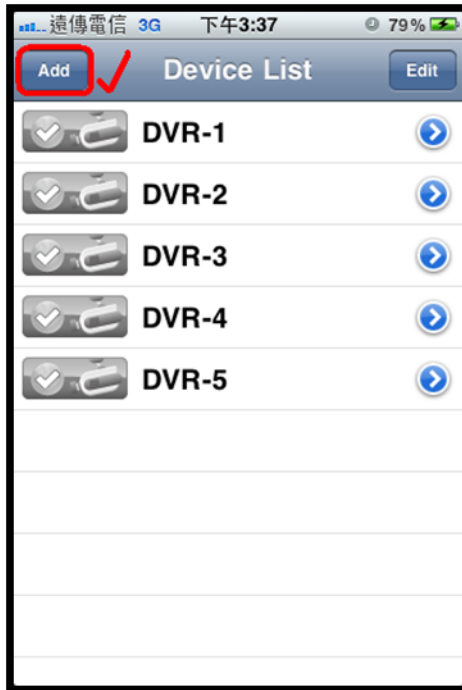 遠傳電信 3G 下午3:37 79%
Add Device List Edit
DVR-1
DVR-2
DVR-3
DVR-4
DVR-5